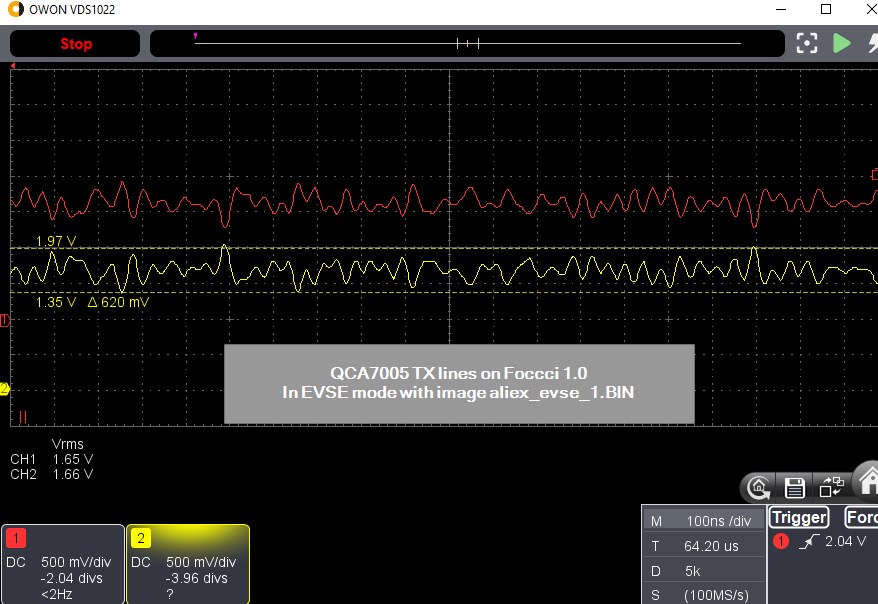 OWON VDS1022
Stop
1.97 V
1.35 V Δ 620 mV
1
2
QCA7005 TX lines on Foccci 1.0
In EVSE mode with image aliex_evse_1.BIN
Vrms
CH1 1.65 V
CH2 1.66 V
1
DC 500 mV/div
-2.04 divs
<2Hz
2
DC 500 mV/div
-3.96 divs
?
M 100ns /div
T 64.20 us
D 5k
S (100MS/s)
Trigger Forc
1 2.04 V